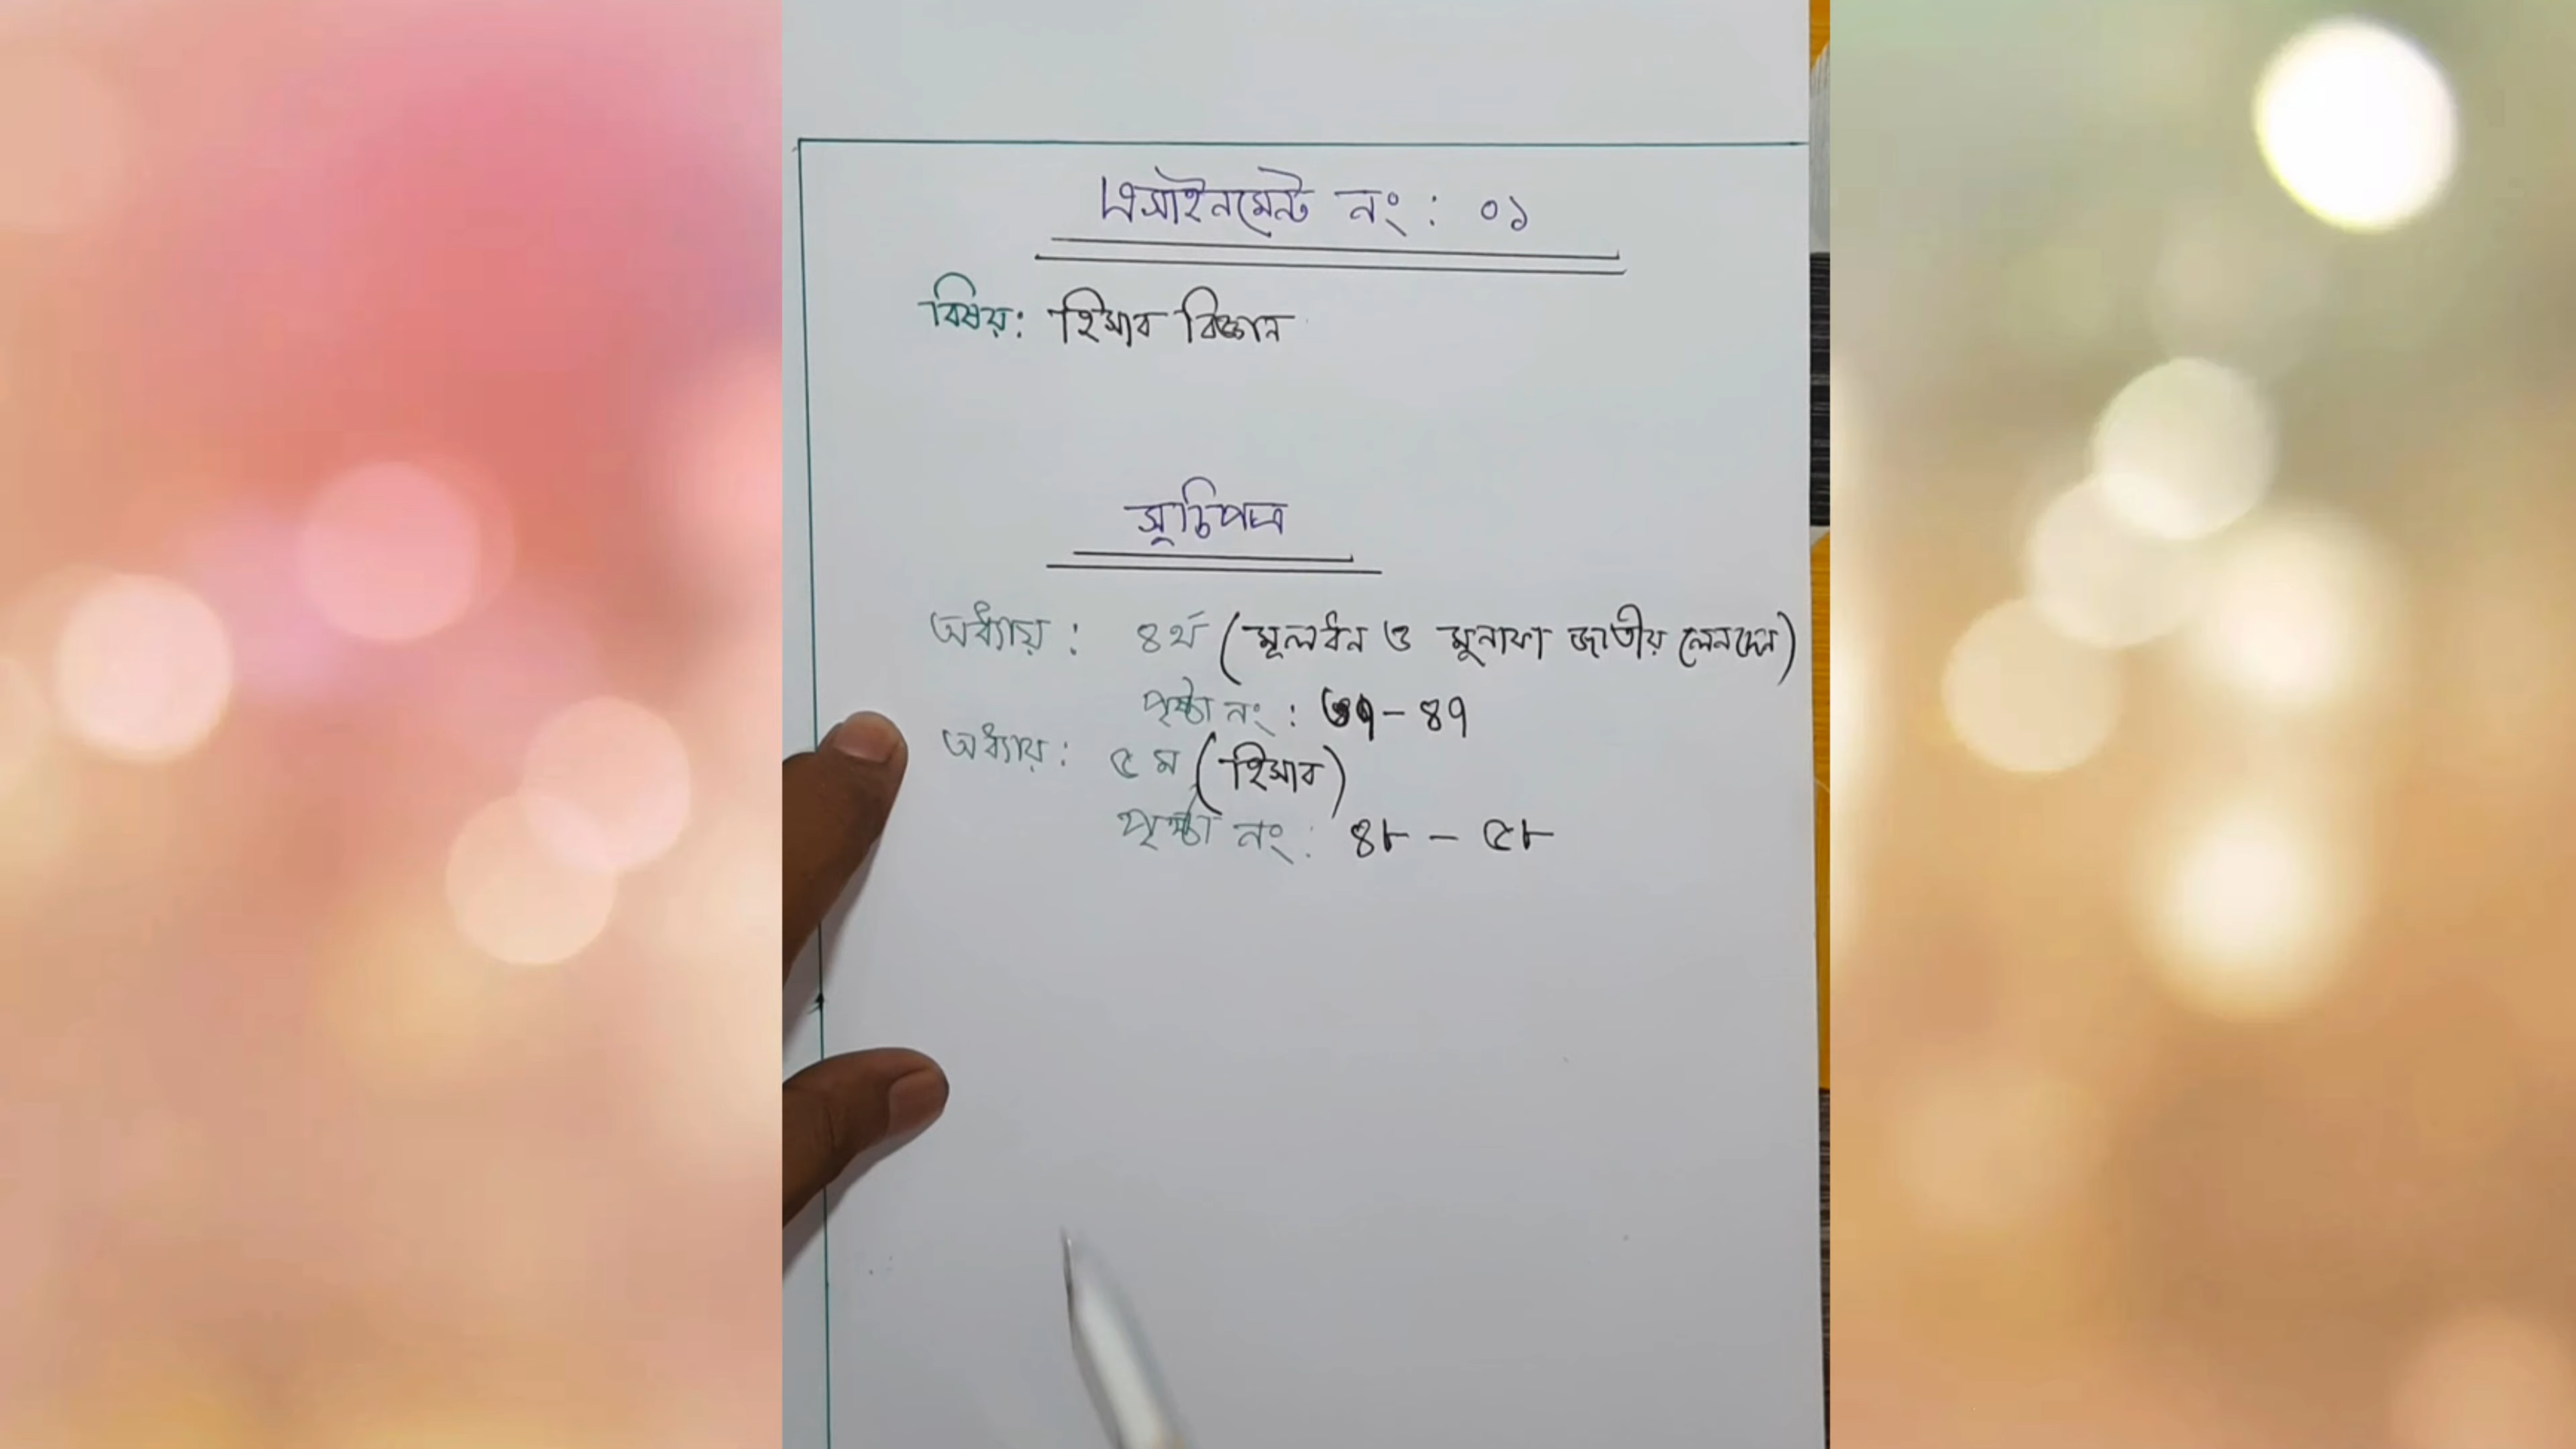 এসাইনমেন্ট নং : ০১
বিষয়: হিসাব বিজ্ঞান
সূচিপত্র
অধ্যায় : ৪র্থ (মূলধন ও মুনাফা জাতীয় লেনদেন)
পৃষ্ঠা নং : ৩৭ – ৪৭
অধ্যায় : ৫ম (হিসাব)
পৃষ্ঠা নং : ৪৮ – ৫৮